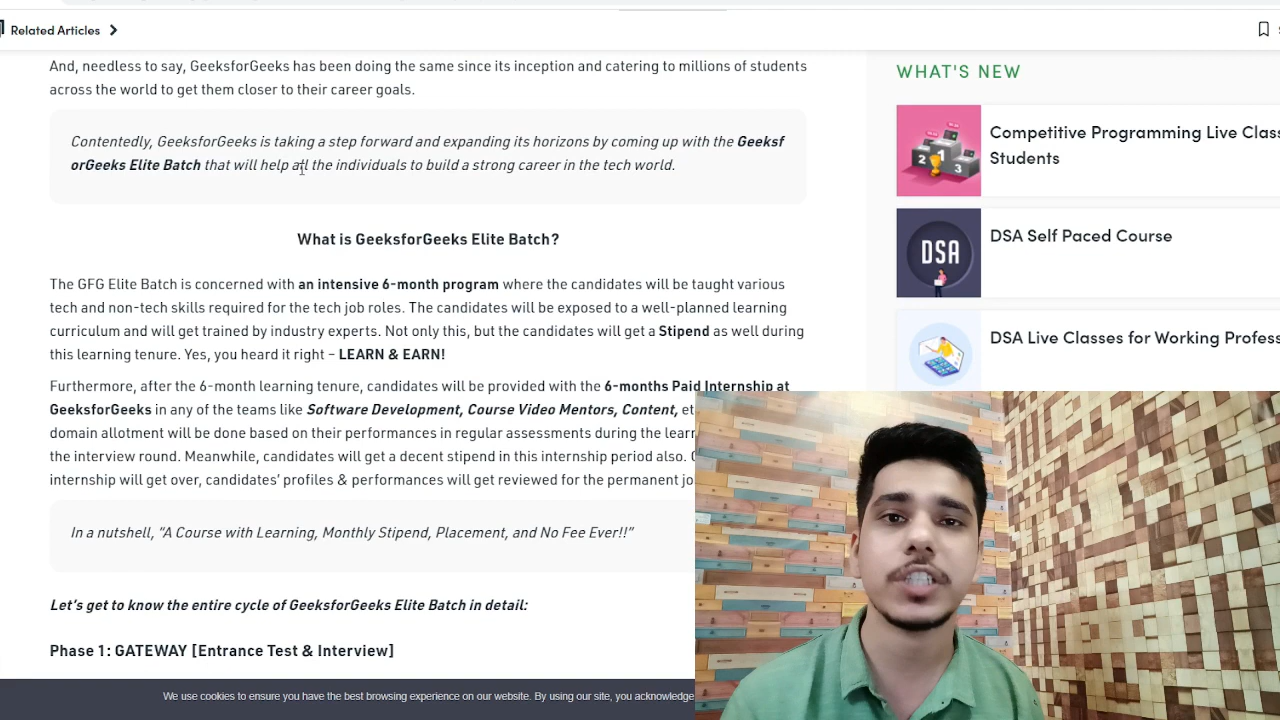 Related Articles
And, needless to say, GeeksforGeeks has been doing the same since its inception and catering to millions of students
across the world to get them closer to their career goals.
Contentedly, GeeksforGeeks is taking a step forward and expanding its horizons by coming up with the Geeksf
orGeeks Elite Batch that will help all the individuals to build a strong career in the tech world.
What is GeeksforGeeks Elite Batch?
The GFG Elite Batch is concerned with an intensive 6-month program where the candidates will be taught various
tech and non-tech skills required for the tech job roles. The candidates will be exposed to a well-planned learning
curriculum and will get trained by industry experts. Not only this, but the candidates will get a Stipend as well during
this learning tenure. Yes, you heard it right – LEARN & EARN!
Furthermore, after the 6-month learning tenure, candidates will be provided with the 6-months Paid Internship at
GeeksforGeeks in any of the teams like Software Development, Course Video Mentors, Content, et
domain allotment will be done based on their performances in regular assessments during the lear
the interview round. Meanwhile, candidates will get a decent stipend in this internship period also.
internship will get over, candidates' profiles & performances will get reviewed for the permanent jo
In a nutshell, "A Course with Learning, Monthly Stipend, Placement, and No Fee Ever!!"
Let's get to know the entire cycle of GeeksforGeeks Elite Batch in detail:
Phase 1: GATEWAY [Entrance Test & Interview]
We use cookies to ensure you have the best browsing experience on our website. By using our site, you acknowledge
WHAT'S NEW
2 1 3
Competitive Programming Live Clas
Students
DSA
DSA Self Paced Course
DSA Live Classes for Working Profess